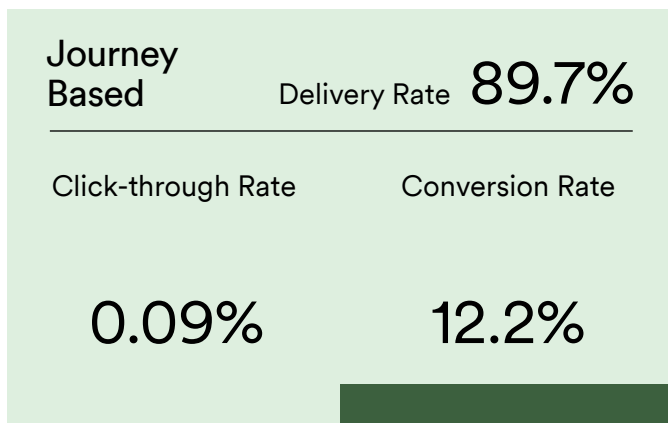 Journey
Based
Delivery Rate 89.7%
Click-through Rate Conversion Rate
0.09% 12.2%